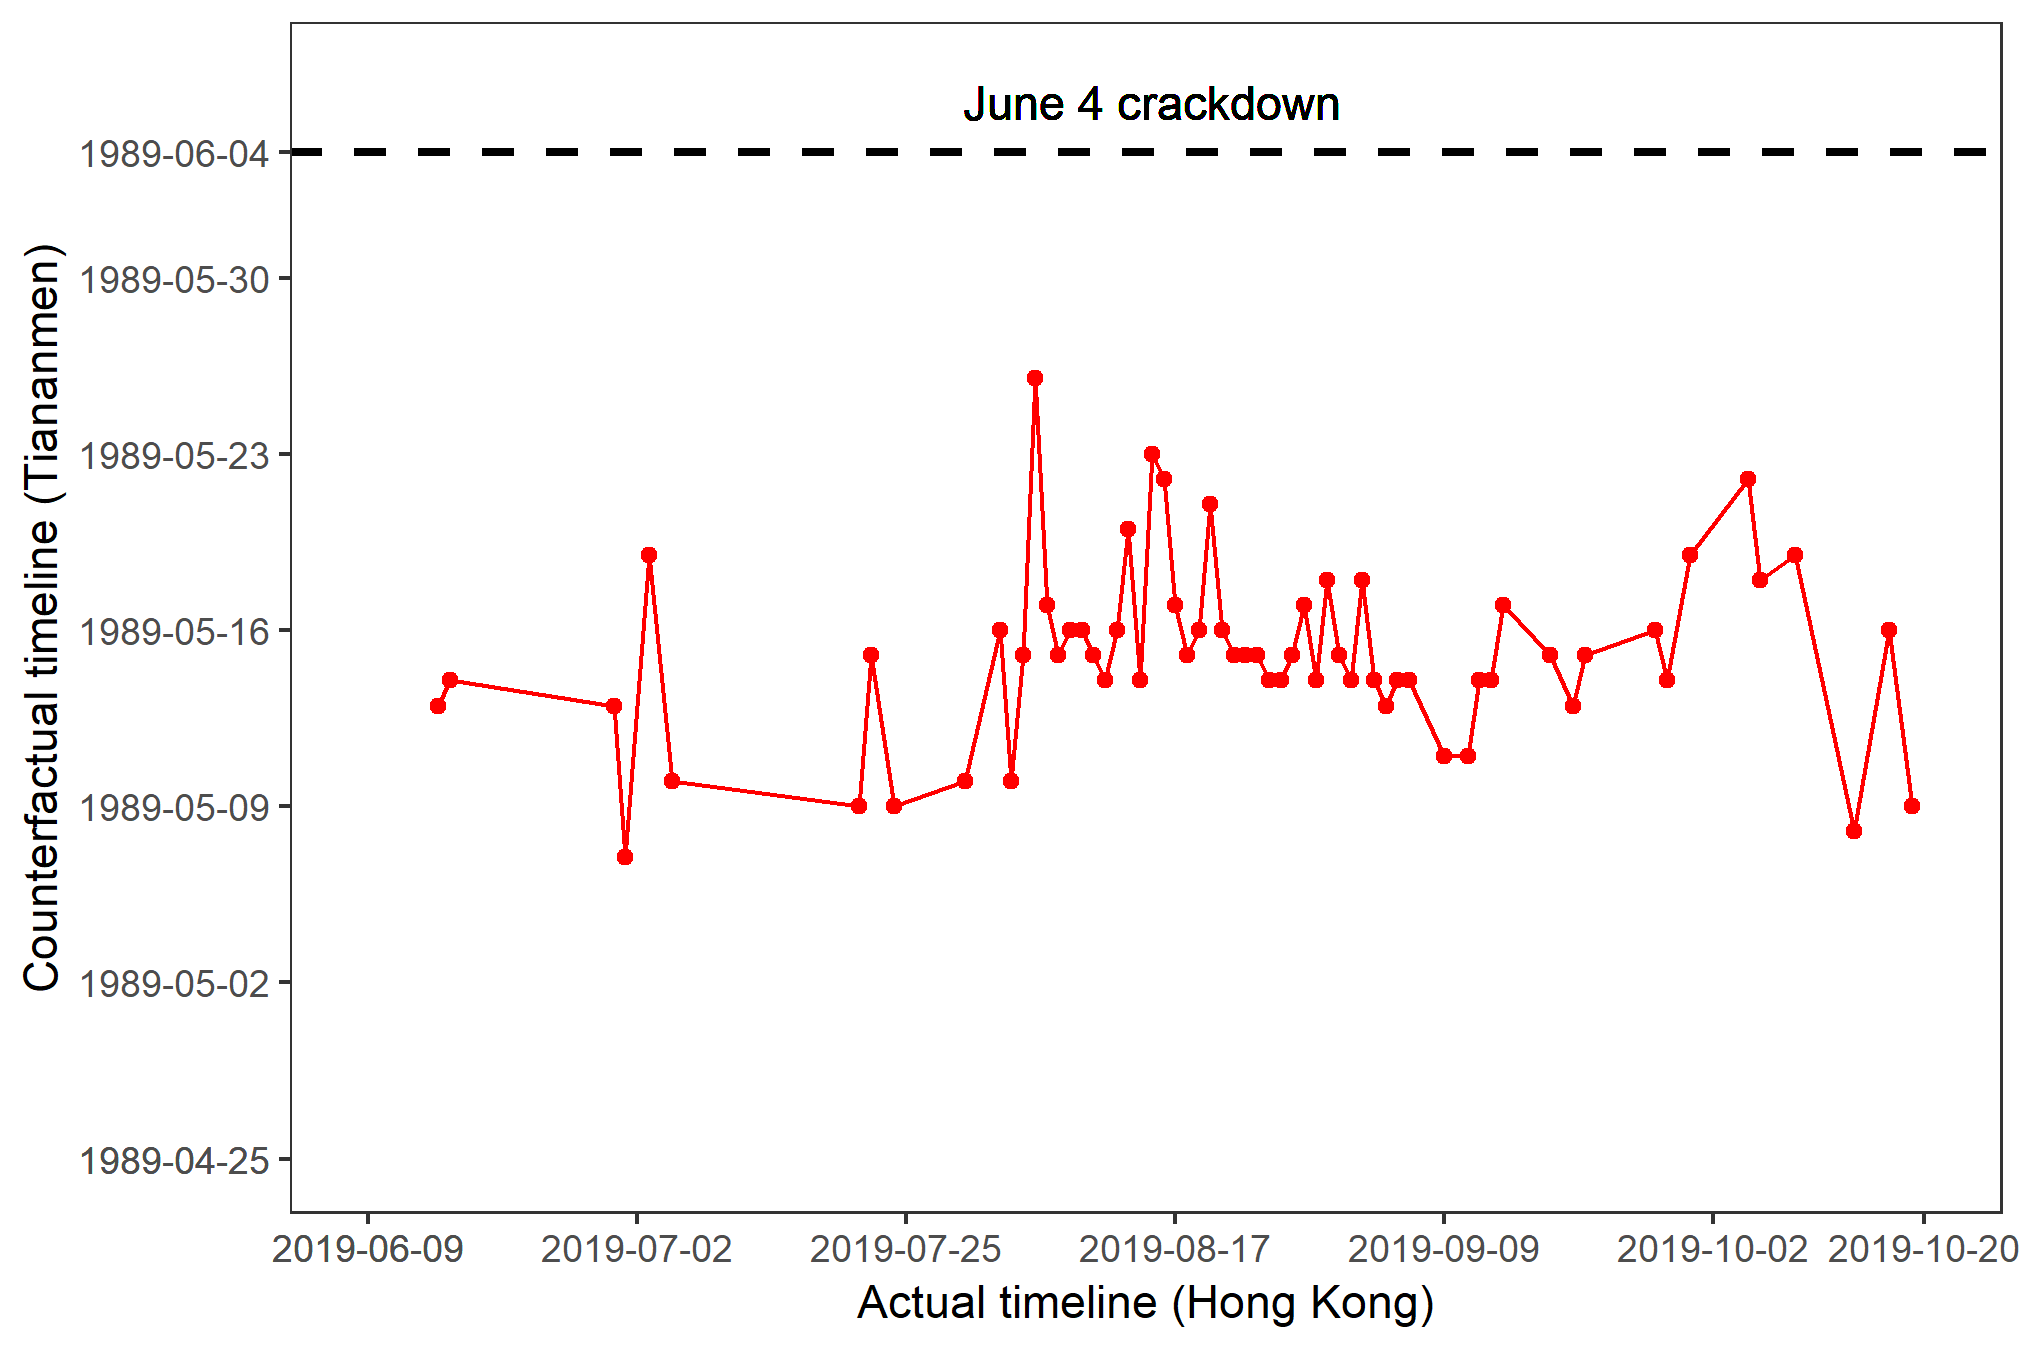 June 4 crackdown
1989-06-04
1989-05-30
1989-05-23
1989-05-16
1989-05-09
1989-05-02
1989-04-25
Counterfactual timeline (Tiananmen)
2019-06-09 2019-07-02 2019-07-25 2019-08-17 2019-09-09 2019-10-02 2019-10-20
Actual timeline (Hong Kong)